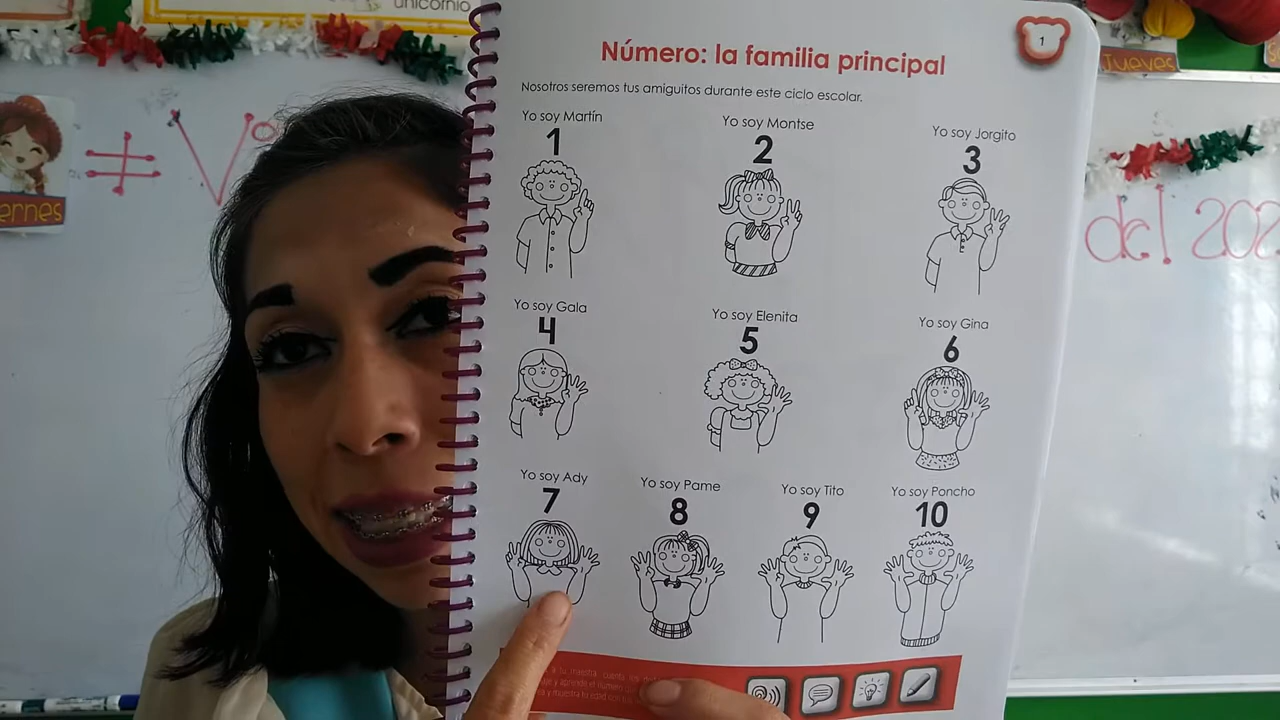 unicornio
Jueves
ernes
≠ Vo
del 202
1
Número: la familia principal
Nosotros seremos tus amiguitos durante este ciclo escolar.
Yo soy Martín
1
Yo soy Montse
2
Yo soy Jorgito
3
Yo soy Gala
4
Yo soy Elenita
5
Yo soy Gina
6
Yo soy Ady
7
Yo soy Pame
8
Yo soy Tito
9
Yo soy Poncho
10